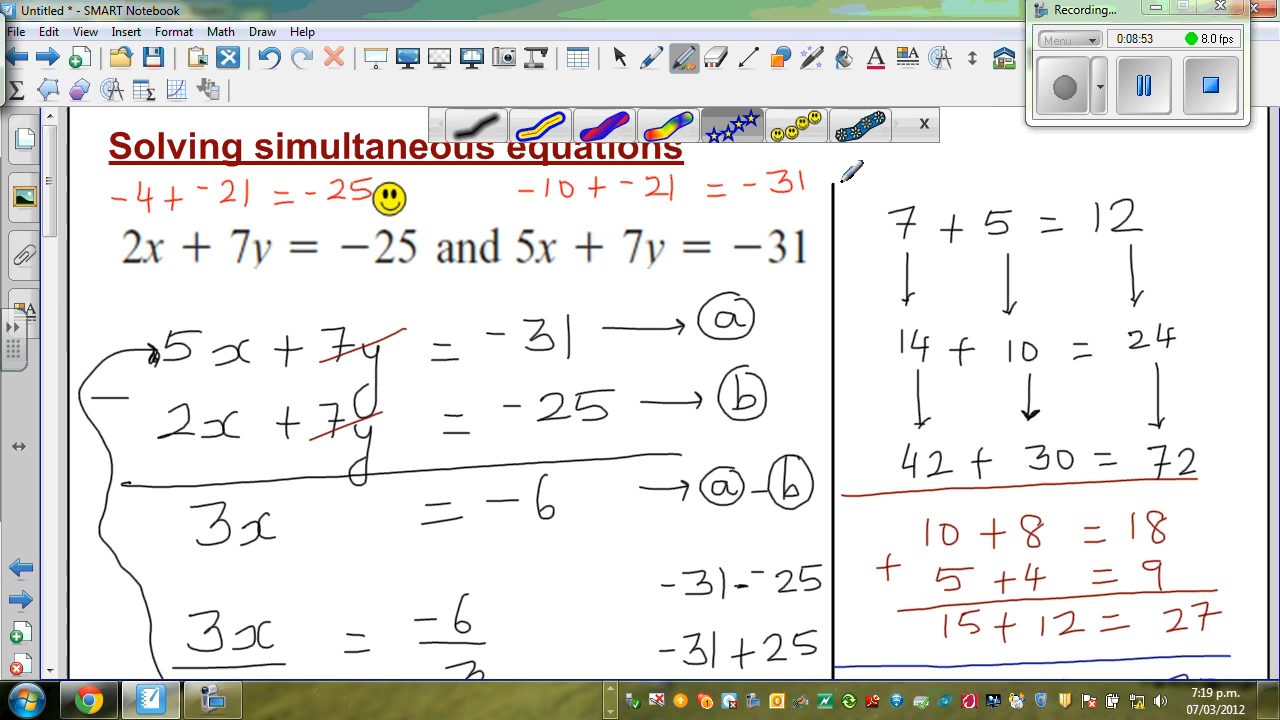 Untitled * - SMART Notebook
File Edit View Insert Format Math Draw Help
Recording...
Menu
0:08:53
8.0 fps
X
Solving simultaneous equations
-4 + -21 = -25
-10 + -21 = -31
2x + 7y = −25 and 5x + 7y = −31
5x + 7y = -31 → ⓐ
− 2x + 7y = -25 → ⓑ
3x = -6 → ⓐ - ⓑ
-31 - -25
3x = -6
3
-31 + 25
7 + 5 = 12
14 + 10 = 24
42 + 30 = 72
10 + 8 = 18
+ 5 + 4 = 9
15 + 12 = 27
7:19 p.m.
07/03/2012